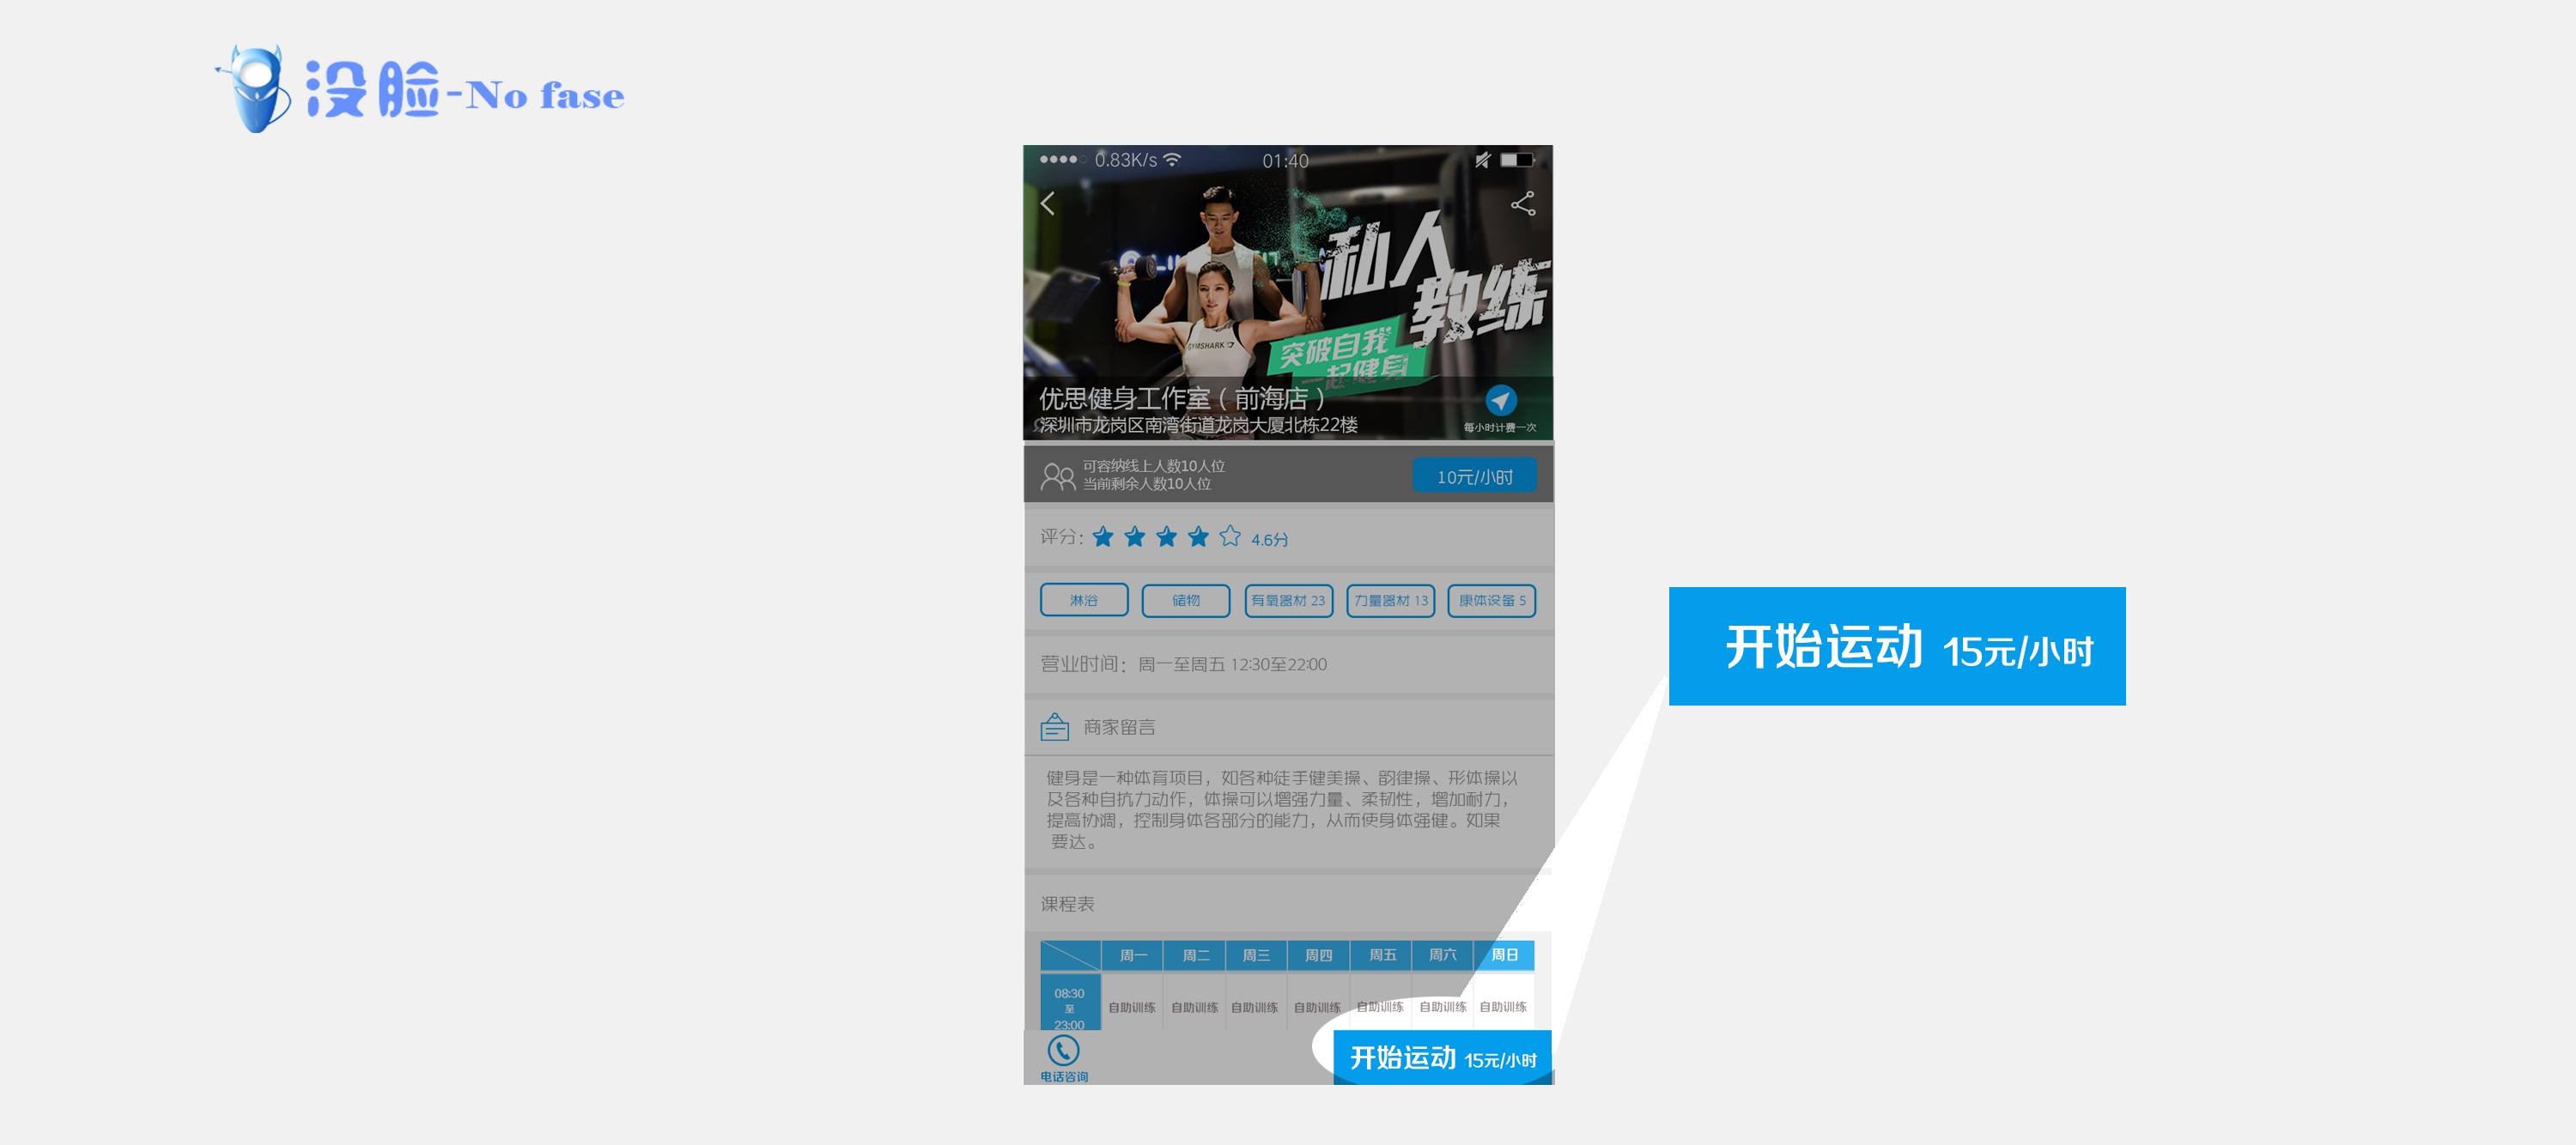 没脸-No fase
0.83K/s
01:40
私人
教练
突破自我
一起健身
GYMSHARK
优思健身工作室（前海店）
深圳市龙岗区南湾街道龙岗大厦北栋22楼
每小时计费一次
可容纳线上人数10人位
当前剩余人数10人位
10元/小时
评分：
4.6分
淋浴
储物
有氧器材 23
力量器材 13
康体设备 5
营业时间：周一至周五 12:30至22:00
商家留言
健身是一种体育项目，如各种徒手健美操、韵律操、形体操以
及各种自抗力动作，体操可以增强力量、柔韧性，增加耐力，
提高协调，控制身体各部分的能力，从而使身体强健。如果
要达。
课程表
周一 周二 周三 周四 周五 周六 周日
08:30
至
23:00
自助训练 自助训练 自助训练 自助训练 自助训练 自助训练 自助训练
电话咨询
开始运动 15元/小时
开始运动 15元/小时